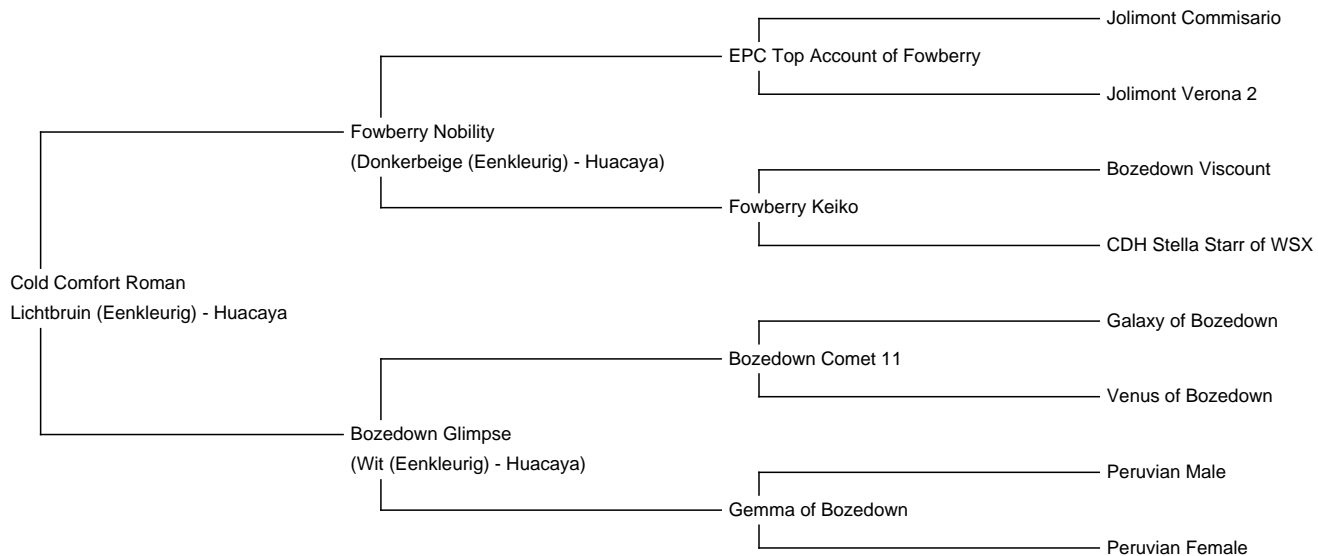 Jolimont Commisario
EPC Top Account of Fowberry
Jolimont Verona 2
Fowberry Nobility
(Donkerbeige (Eenkleurig) - Huacaya)
Bozedown Viscount
Fowberry Keiko
CDH Stella Starr of WSX
Cold Comfort Roman
Lichtbruin (Eenkleurig) - Huacaya
Galaxy of Bozedown
Bozedown Comet 11
Venus of Bozedown
Bozedown Glimpse
(Wit (Eenkleurig) - Huacaya)
Peruvian Male
Gemma of Bozedown
Peruvian Female